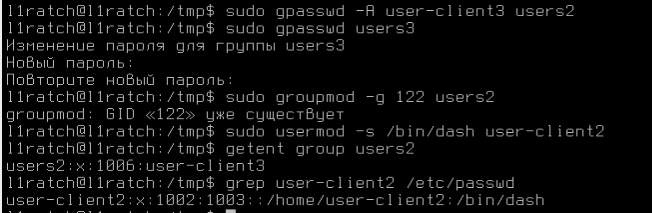 l1ratch@l1ratch:/tmp$ sudo gpasswd -A user-client3 users2
l1ratch@l1ratch:/tmp$ sudo gpasswd users3
Изменение пароля для группы users3
Новый пароль:
Повторите новый пароль:
l1ratch@l1ratch:/tmp$ sudo groupmod -g 122 users2
groupmod: GID «122» уже существует
l1ratch@l1ratch:/tmp$ sudo usermod -s /bin/dash user-client2
l1ratch@l1ratch:/tmp$ getent group users2
users2:x:1006:user-client3
l1ratch@l1ratch:/tmp$ grep user-client2 /etc/passwd
user-client2:x:1002:1003::/home/user-client2:/bin/dash
l1ratch@l1ratch:/tmp$